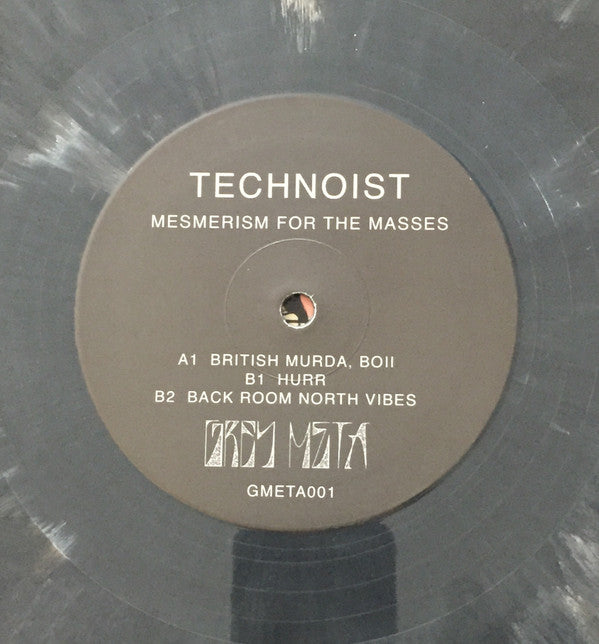 TECHNOIST
MESMERISM FOR THE MASSES
A1 BRITISH MURDA, BOII
B1 HURR
B2 BACK ROOM NORTH VIBES
GREY META
GMETA001